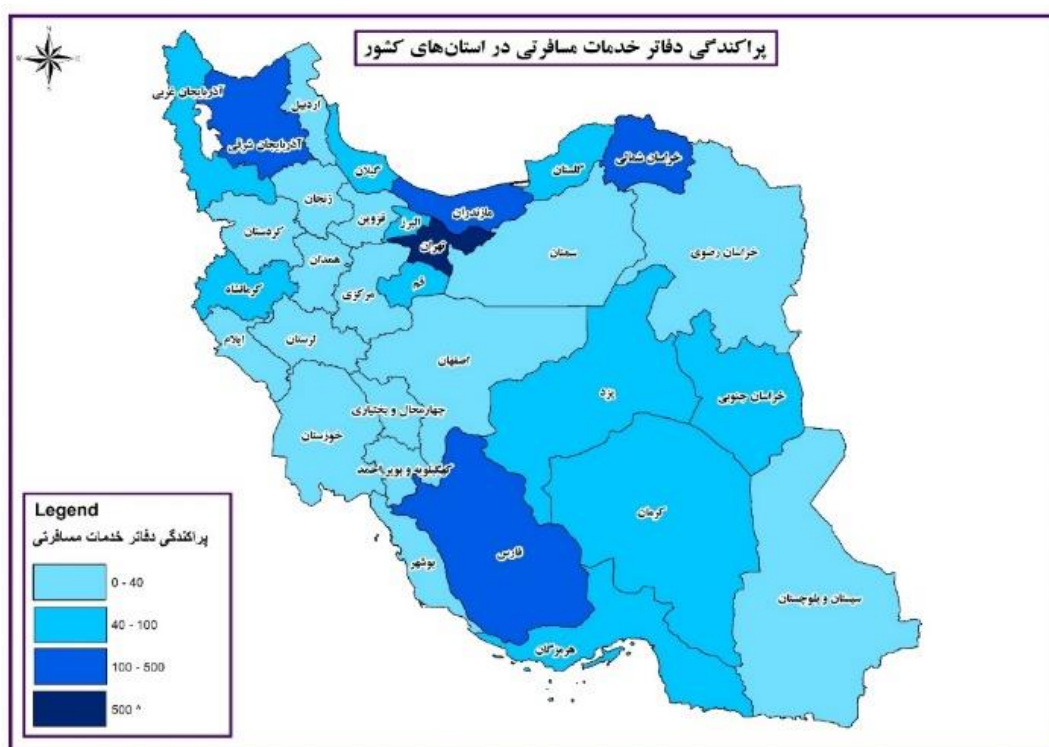 پراکندگی دفاتر خدمات مسافرتی در استان‌های کشور
N
آذربایجان غربی
اردبیل
آذربایجان شرقی
گیلان
گلستان
خراسان شمالی
زنجان
قزوین
البرز
مازندران
تهران
کردستان
همدان
سمنان
خراسان رضوی
کرمانشاه
مرکزی
قم
ایلام
لرستان
اصفهان
یزد
خراسان جنوبی
چهارمحال و بختیاری
خوزستان
کهگیلویه و بویراحمد
کرمان
فارس
بوشهر
سیستان و بلوچستان
هرمزگان
Legend
پراکندگی دفاتر خدمات مسافرتی
0 - 40
40 - 100
100 - 500
500 ^